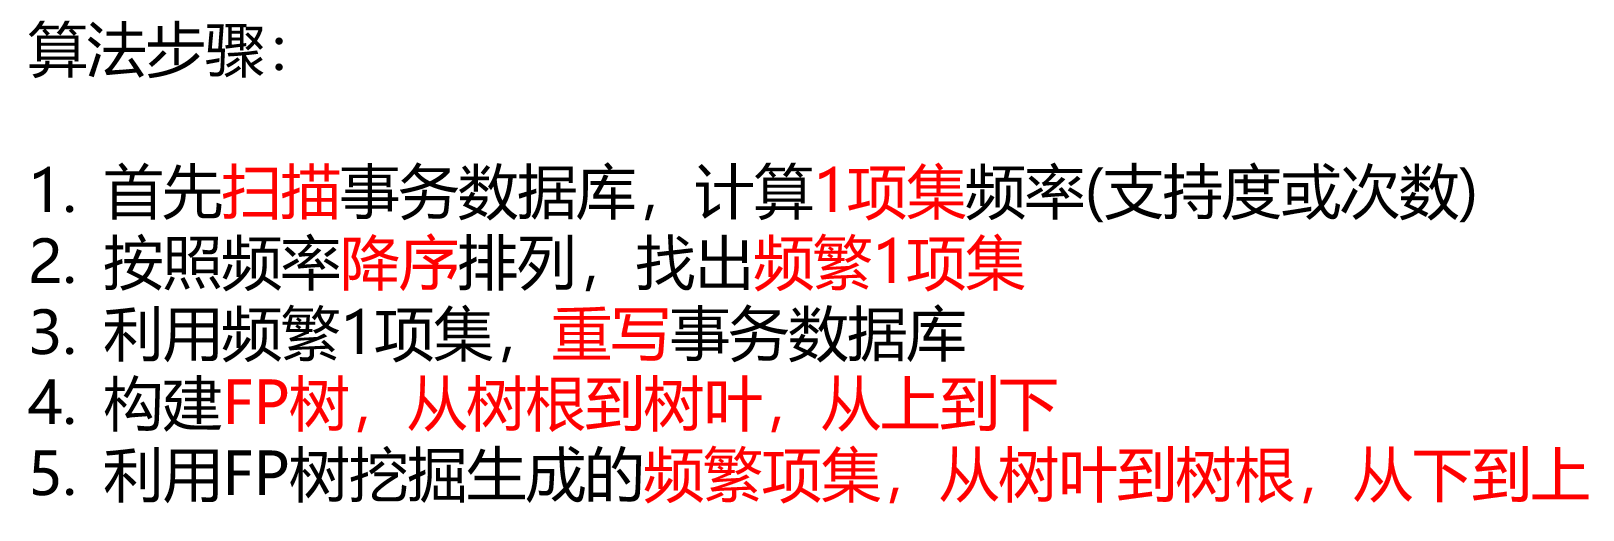 算法步骤：
1. 首先扫描事务数据库，计算1项集频率(支持度或次数)
2. 按照频率降序排列，找出频繁1项集
3. 利用频繁1项集，重写事务数据库
4. 构建FP树，从树根到树叶，从上到下
5. 利用FP树挖掘生成的频繁项集，从树叶到树根，从下到上